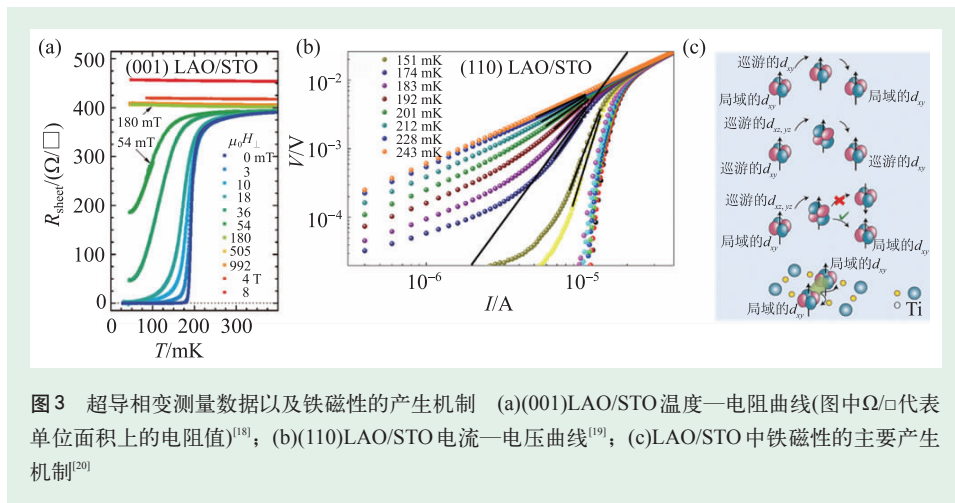 (a)
(001) LAO/STO
500
400
300
200
100
0
R_sheet/(Ω/□)
180 mT
54 mT
μ₀H⊥
0 mT
3
10
18
36
54
180
505
992
4 T
8
0 100 200 300
T/mK
(b)
(110) LAO/STO
10⁻²
10⁻³
10⁻⁴
V/V
151 mK
174 mK
183 mK
192 mK
201 mK
212 mK
228 mK
243 mK
10⁻⁶ 10⁻⁵
I/A
(c)
巡游的d_xy
局域的d_xy 局域的d_xy
巡游的d_xz,yz
巡游的d_xy 巡游的d_xy
巡游的d_xz,yz
局域的d_xy 局域的d_xy
局域的d_xy
局域的d_xy
Ti
图3 超导相变测量数据以及铁磁性的产生机制 (a)(001)LAO/STO温度—电阻曲线(图中Ω/□代表
单位面积上的电阻值)[18]；(b)(110)LAO/STO电流—电压曲线[19]；(c)LAO/STO中铁磁性的主要产生
机制[20]